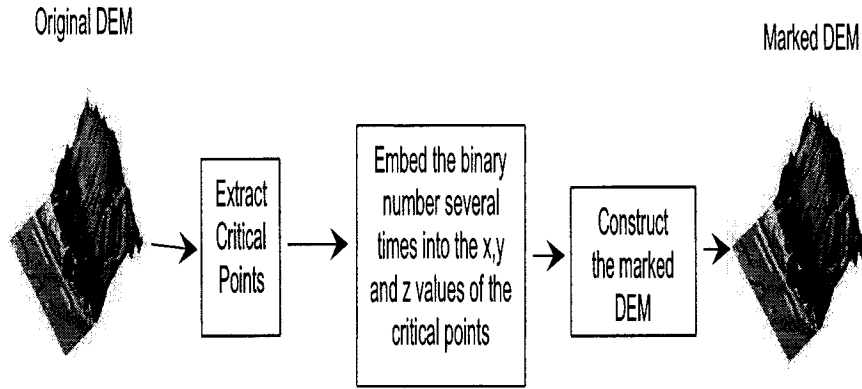 Original DEM
Marked DEM
Extract
Critical
Points
Embed the binary
number several
times into the x,y
and z values of the
critical points
Construct
the marked
DEM